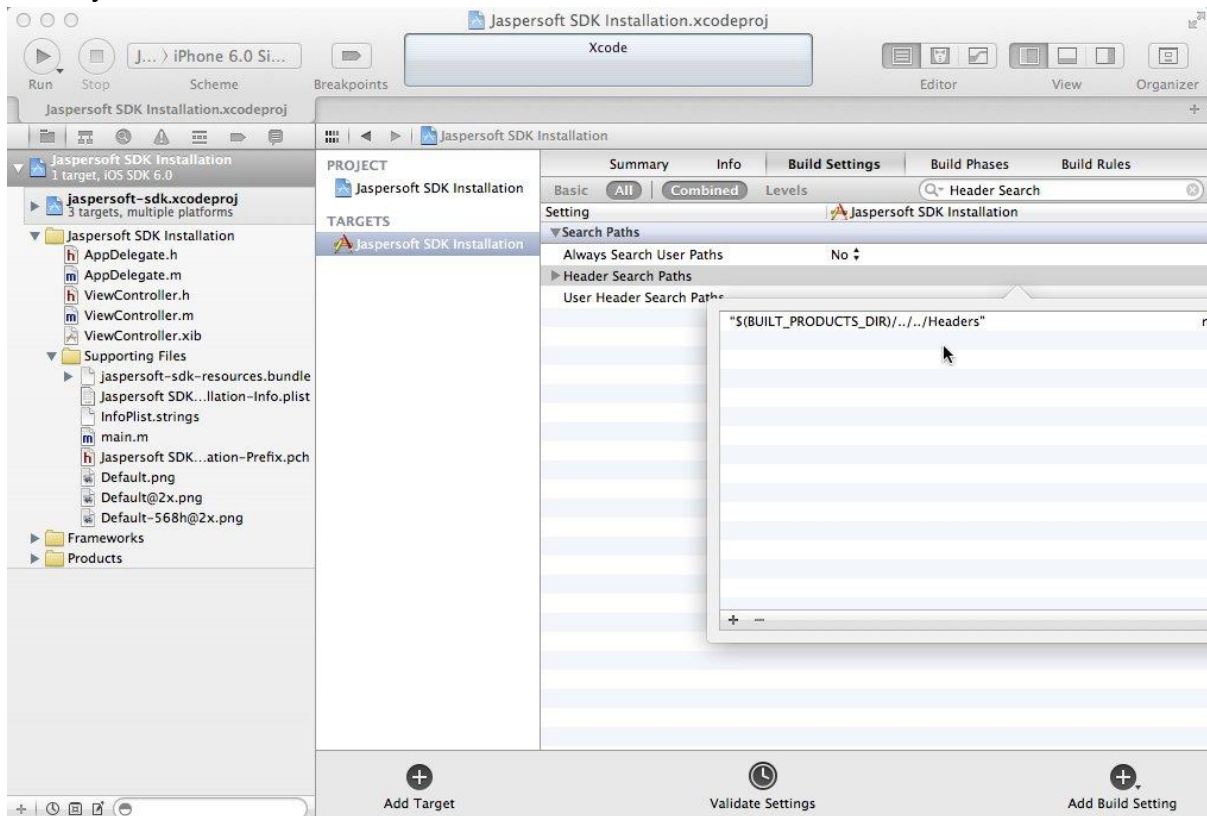 Jaspersoft SDK Installation.xcodeproj
J... ⟩ iPhone 6.0 Si...
Xcode
Run Stop Scheme Breakpoints Editor View Organizer
Jaspersoft SDK Installation.xcodeproj
Jaspersoft SDK Installation
Jaspersoft SDK Installation
1 target, iOS SDK 6.0
jaspersoft-sdk.xcodeproj
3 targets, multiple platforms
Jaspersoft SDK Installation
h AppDelegate.h
m AppDelegate.m
h ViewController.h
m ViewController.m
ViewController.xib
Supporting Files
jaspersoft-sdk-resources.bundle
Jaspersoft SDK...llation-Info.plist
InfoPlist.strings
m main.m
h Jaspersoft SDK...ation-Prefix.pch
Default.png
Default@2x.png
Default-568h@2x.png
Frameworks
Products
PROJECT
Jaspersoft SDK Installation
TARGETS
Jaspersoft SDK Installation
Summary Info Build Settings Build Phases Build Rules
Basic All Combined Levels Header Search
Setting Jaspersoft SDK Installation
Search Paths
Always Search User Paths No
Header Search Paths
User Header Search Paths
"$(BUILT_PRODUCTS_DIR)/../../Headers"
Add Target Validate Settings Add Build Setting